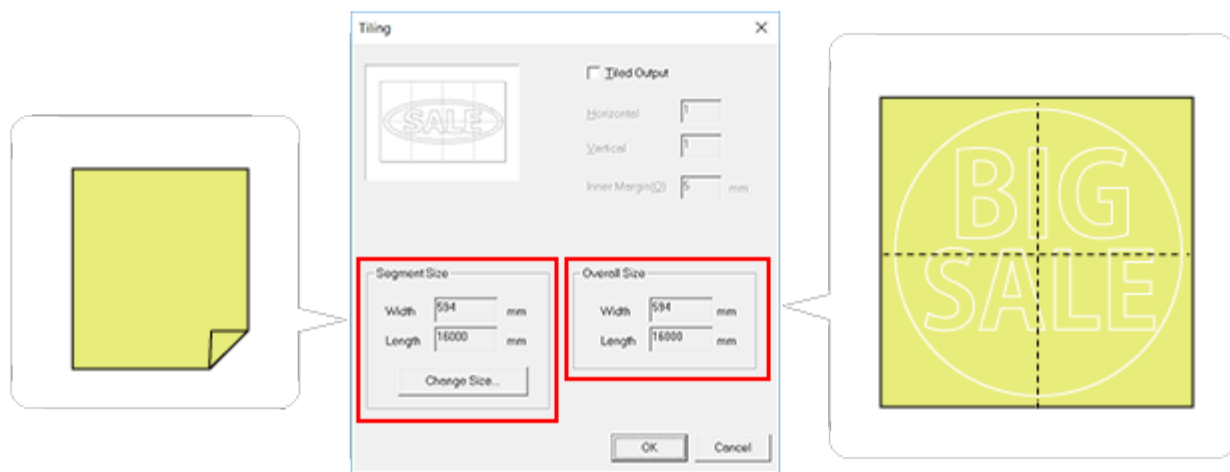 Tiling
SALE
Tiled Output
Horizontal 1
Vertical 1
Inner Margin(O) 5 mm
Segment Size
Width 594 mm
Length 16000 mm
Change Size...
Overall Size
Width 594 mm
Length 16000 mm
OK Cancel
BIG
SALE